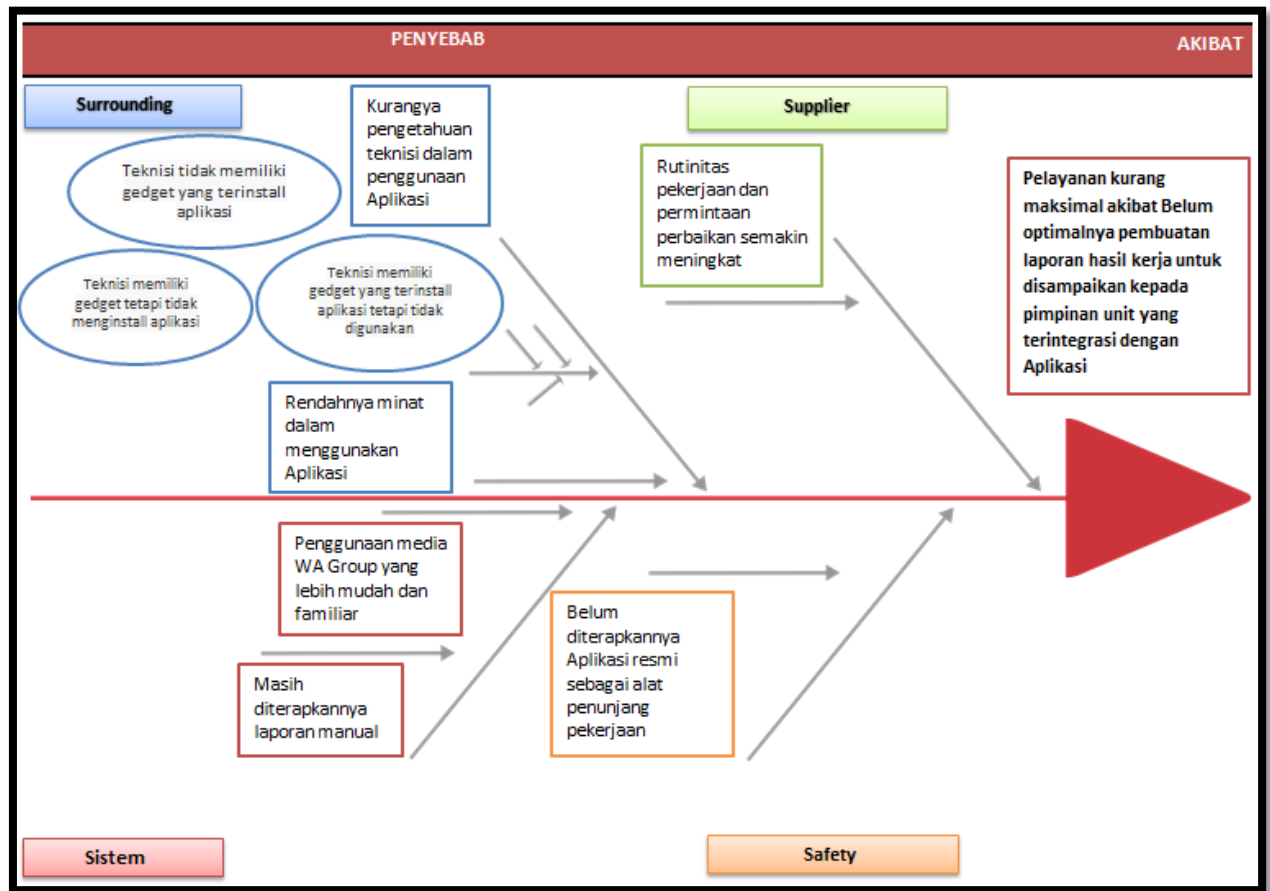 PENYEBAB
AKIBAT
Surrounding
Kurangya
pengetahuan
teknisi dalam
penggunaan
Aplikasi
Supplier
Teknisi tidak memiliki
gedget yang terinstall
aplikasi
Rutinitas
pekerjaan dan
permintaan
perbaikan semakin
meningkat
Pelayanan kurang
maksimal akibat Belum
optimalnya pembuatan
laporan hasil kerja untuk
disampaikan kepada
pimpinan unit yang
terintegrasi dengan
Aplikasi
Teknisi memiliki
gedget tetapi tidak
menginstall aplikasi
Teknisi memiliki
gedget yang terinstall
aplikasi tetapi tidak
digunakan
Rendahnya minat
dalam
menggunakan
Aplikasi
Penggunaan media
WA Group yang
lebih mudah dan
familiar
Belum
diterapkannya
Aplikasi resmi
sebagai alat
penunjang
pekerjaan
Masih
diterapkannya
laporan manual
Sistem
Safety